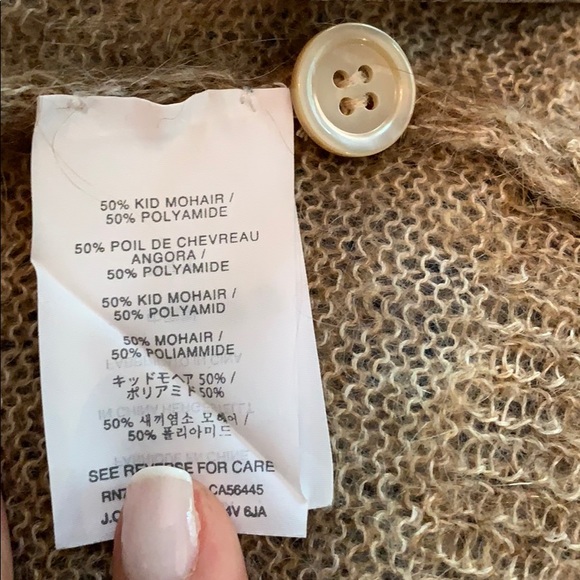 50% KID MOHAIR /
50% POLYAMIDE
50% POIL DE CHEVREAU
ANGORA /
50% POLYAMIDE
50% KID MOHAIR /
50% POLYAMID
50% MOHAIR /
50% POLIAMMIDE
キッドモヘア 50% /
ポリアミド 50%
50% 새끼염소 모헤어 /
50% 폴리아미드
SEE REVERSE FOR CARE
CA56445
6JA